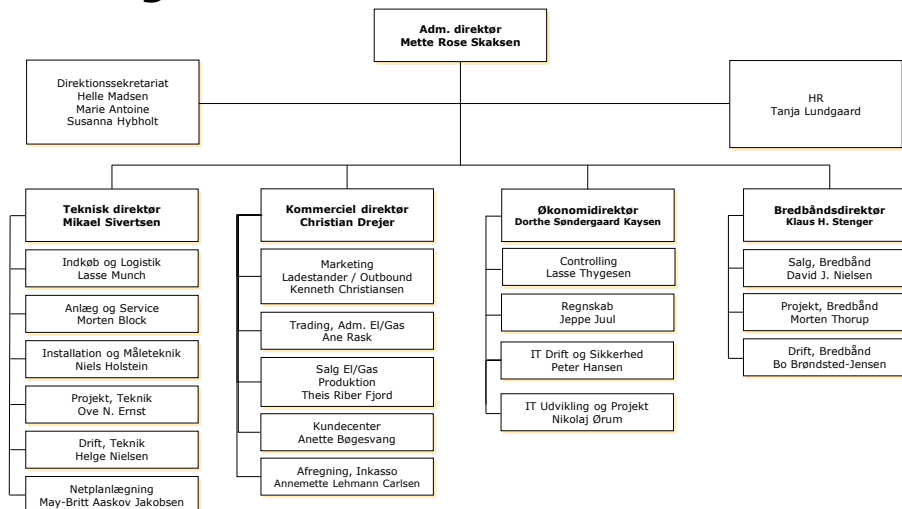 Adm. direktør
Mette Rose Skaksen
Direktionssekretariat
Helle Madsen
Marie Antoine
Susanna Hybholt
HR
Tanja Lundgaard
Teknisk direktør
Mikael Sivertsen
Indkøb og Logistik
Lasse Munch
Anlæg og Service
Morten Block
Installation og Måleteknik
Niels Holstein
Projekt, Teknik
Ove N. Ernst
Drift, Teknik
Helge Nielsen
Netplanlægning
May-Britt Aaskov Jakobsen
Kommerciel direktør
Christian Drejer
Marketing
Ladestander / Outbound
Kenneth Christiansen
Trading, Adm. El/Gas
Ane Rask
Salg El/Gas
Produktion
Theis Riber Fjord
Kundecenter
Anette Bøgesvang
Afregning, Inkasso
Annemette Lehmann Carlsen
Økonomidirektør
Dorthe Søndergaard Kaysen
Controlling
Lasse Thygesen
Regnskab
Jeppe Juul
IT Drift og Sikkerhed
Peter Hansen
IT Udvikling og Projekt
Nikolaj Ørum
Bredbåndsdirektør
Klaus H. Stenger
Salg, Bredbånd
David J. Nielsen
Projekt, Bredbånd
Morten Thorup
Drift, Bredbånd
Bo Brøndsted-Jensen